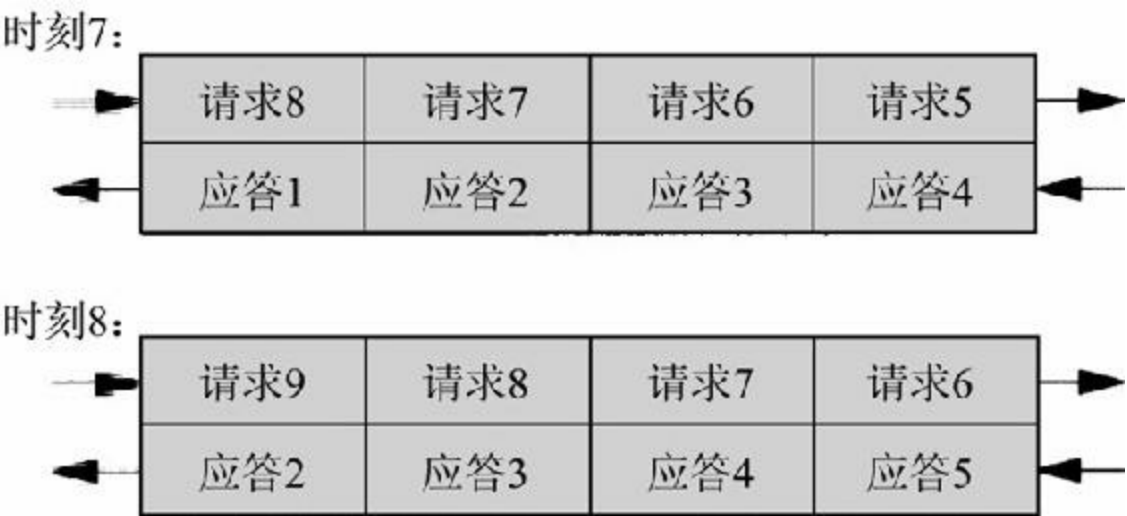 时刻7：
请求8 请求7 请求6 请求5
应答1 应答2 应答3 应答4
时刻8：
请求9 请求8 请求7 请求6
应答2 应答3 应答4 应答5